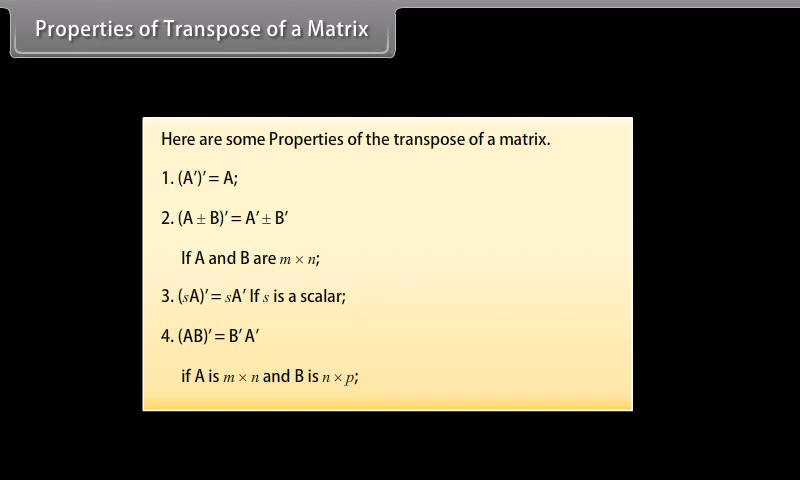 Properties of Transpose of a Matrix
Here are some Properties of the transpose of a matrix.
1. (A′)′ = A;
2. (A ± B)′ = A′ ± B′
If A and B are m × n;
3. (sA)′ = sA′ If s is a scalar;
4. (AB)′ = B′ A′
if A is m × n and B is n × p;